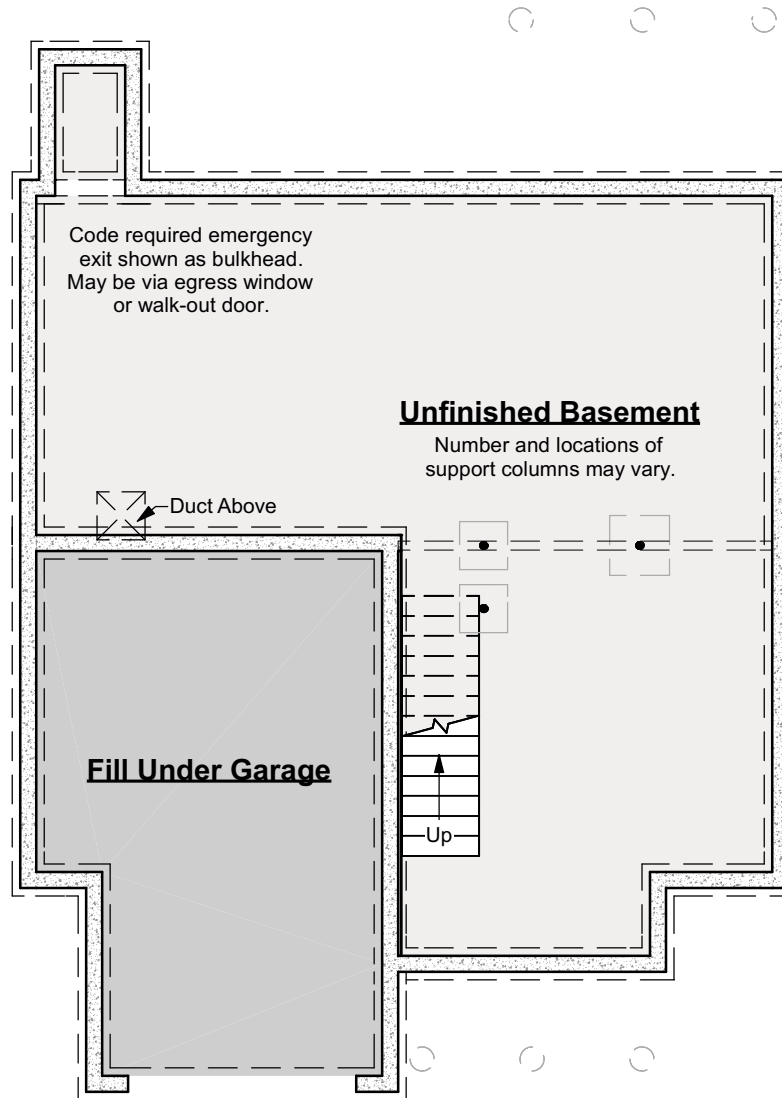 Code required emergency
exit shown as bulkhead.
May be via egress window
or walk-out door.
Unfinished Basement
Number and locations of
support columns may vary.
Duct Above
Fill Under Garage
Up